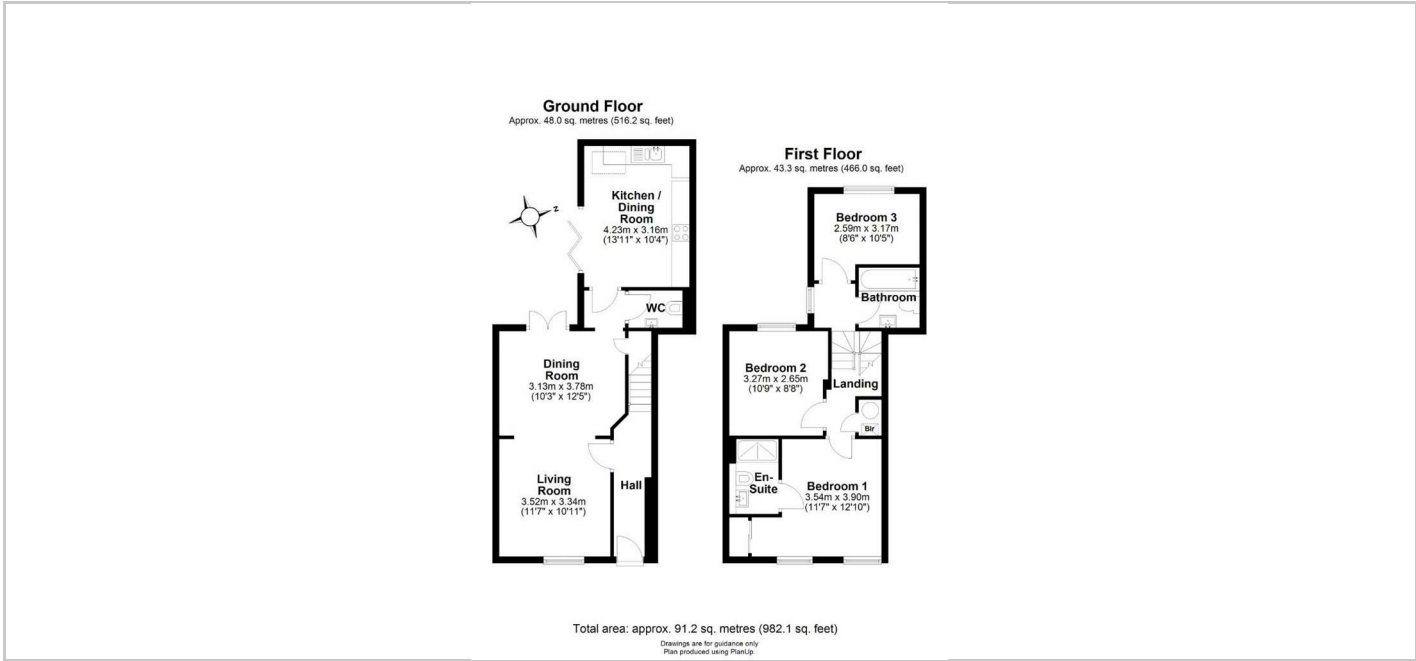 Ground Floor
Approx. 48.0 sq. metres (516.2 sq. feet)
Kitchen /
Dining
Room
4.23m x 3.16m
(13'11" x 10'4")
N
WC
Dining
Room
3.13m x 3.78m
(10'3" x 12'5")
Living
Room
3.52m x 3.34m
(11'7" x 10'11")
Hall
First Floor
Approx. 43.3 sq. metres (466.0 sq. feet)
Bedroom 3
2.59m x 3.17m
(8'6" x 10'5")
Bathroom
Bedroom 2
3.27m x 2.65m
(10'9" x 8'8")
Landing
Blr
En-
Suite
Bedroom 1
3.54m x 3.90m
(11'7" x 12'10")
Total area: approx. 91.2 sq. metres (982.1 sq. feet)
Drawings are for guidance only
Plan produced using PlanUp.